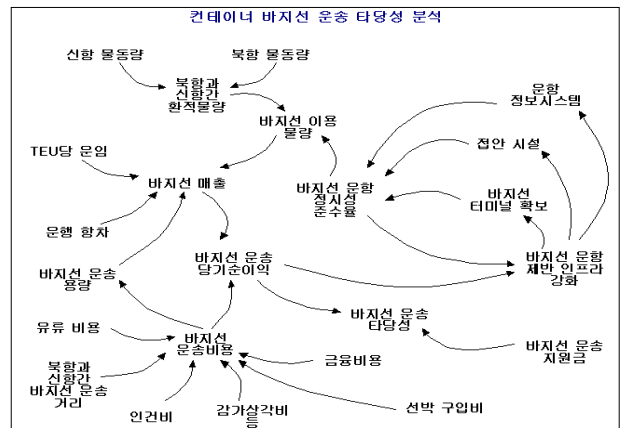 컨테이너 바지선 운송 타당성 분석
신항 물동량
북항 물동량
북항과
신항간
환적물량
바지선 이용
물량
운항
정보시스템
접안 시설
TEU당 운임
바지선 매출
바지선 운항
정시성
준수율
바지선
터미널 확보
운행 항차
바지선 운송
용량
바지선 운송
당기순이익
바지선 운항
제반 인프라
강화
바지선 운송
타당성
유류 비용
바지선
운송비용
바지선 운송
지원금
북항과
신항간
바지선 운송
거리
금융비용
인건비
감가상각비
등
선박 구입비